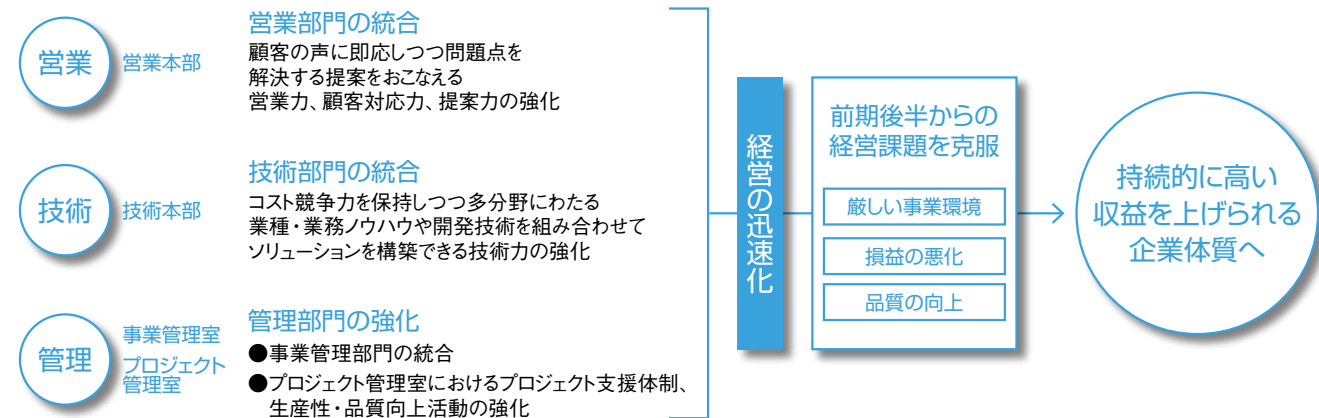 営業
営業本部
営業部門の統合
顧客の声に即応しつつ問題点を
解決する提案をおこなえる
営業力、顧客対応力、提案力の強化
技術
技術本部
技術部門の統合
コスト競争力を保持しつつ多分野にわたる
業種・業務ノウハウや開発技術を組み合わせて
ソリューションを構築できる技術力の強化
管理
事業管理室
プロジェクト
管理室
管理部門の強化
●事業管理部門の統合
●プロジェクト管理室におけるプロジェクト支援体制、
生産性・品質向上活動の強化
経営の迅速化
前期後半からの
経営課題を克服
厳しい事業環境
損益の悪化
品質の向上
持続的に高い
収益を上げられる
企業体質へ